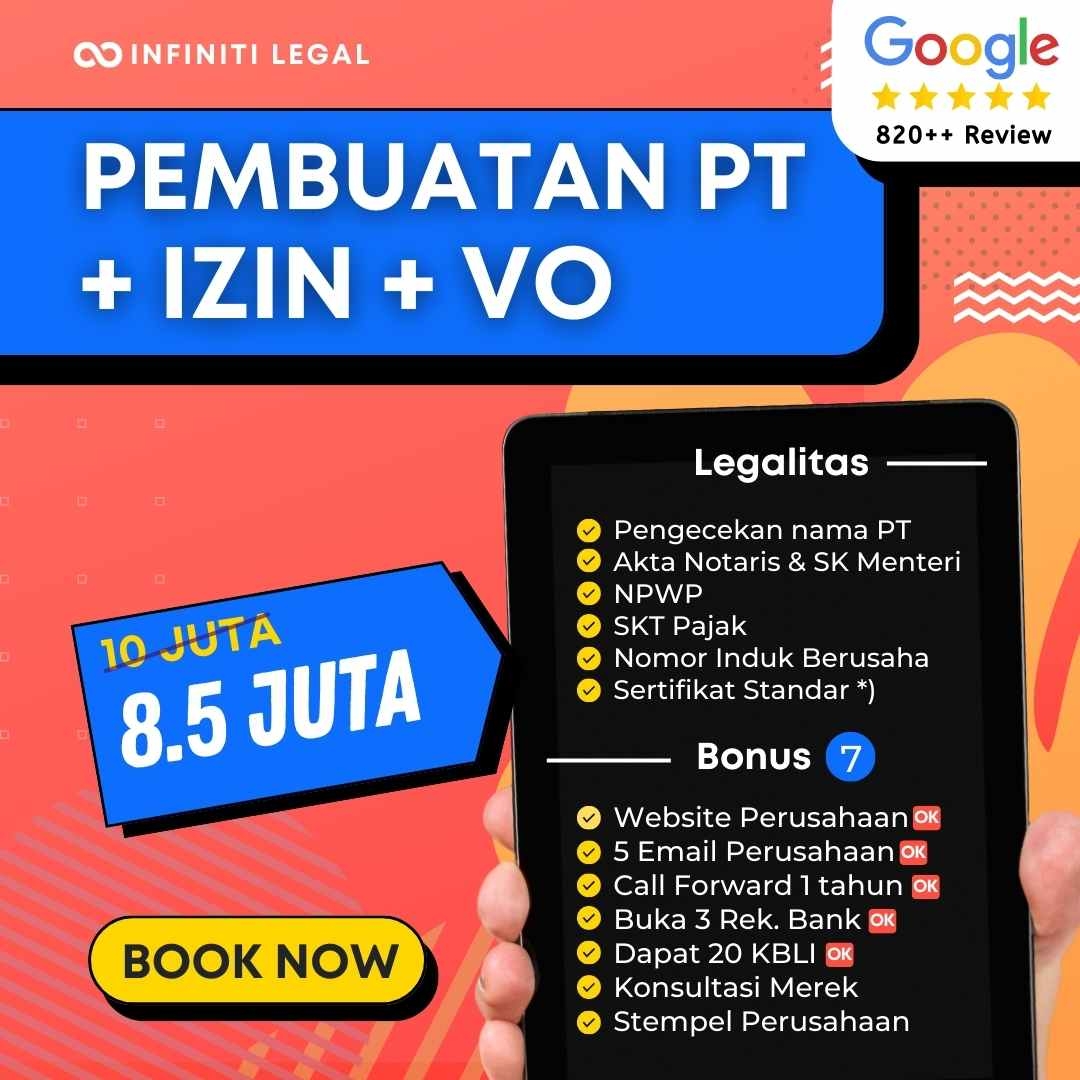 INFINITI LEGAL
Google
820++ Review
PEMBUATAN PT
+ IZIN + VO
10 JUTA
8.5 JUTA
BOOK NOW
Legalitas
Pengecekan nama PT
Akta Notaris & SK Menteri
NPWP
SKT Pajak
Nomor Induk Berusaha
Sertifikat Standar *)
Bonus 7
Website Perusahaan OK
5 Email Perusahaan OK
Call Forward 1 tahun OK
Buka 3 Rek. Bank OK
Dapat 20 KBLI OK
Konsultasi Merek
Stempel Perusahaan